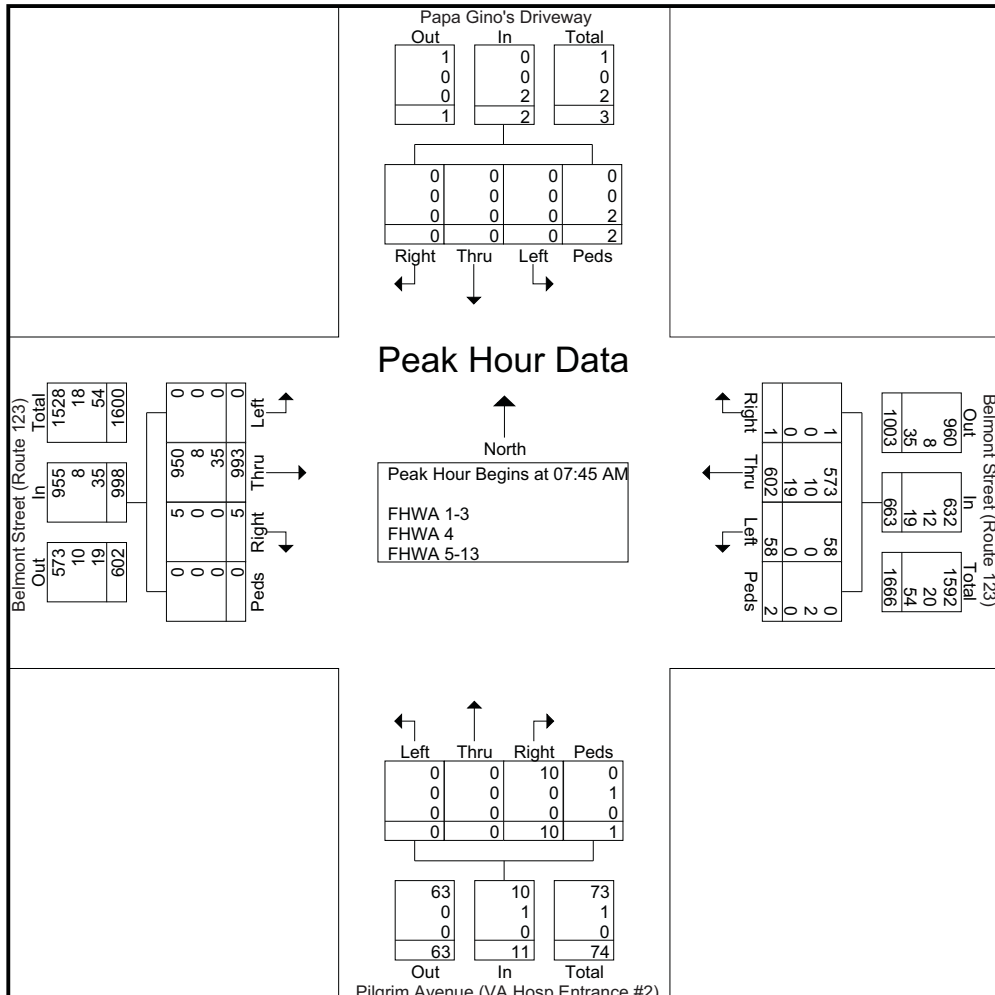 Papa Gino's Driveway
Out In Total
1 0 1
0 0 0
0 2 2
1 2 3
0 0 0 0
0 0 0 0
0 0 0 2
0 0 0 2
Right Thru Left Peds
Peak Hour Data
North
Peak Hour Begins at 07:45 AM
FHWA 1-3
FHWA 4
FHWA 5-13
Belmont Street (Route 123)
Total In Out
1528 955 573
18 8 10
54 35 19
1600 998 602
0 950 5 0
0 8 0 0
0 35 0 0
0 993 5 0
Left Thru Right Peds
Belmont Street (Route 123)
Out In Total
960 632 1592
8 12 20
35 19 54
1003 663 1666
1 573 58 0
0 10 0 2
0 19 0 0
1 602 58 2
Right Thru Left Peds
Left Thru Right Peds
0 0 10 0
0 0 0 1
0 0 0 0
0 0 10 1
63 10 73
0 1 1
0 0 0
63 11 74
Out In Total
Pilgrim Avenue (VA Hosp Entrance #2)